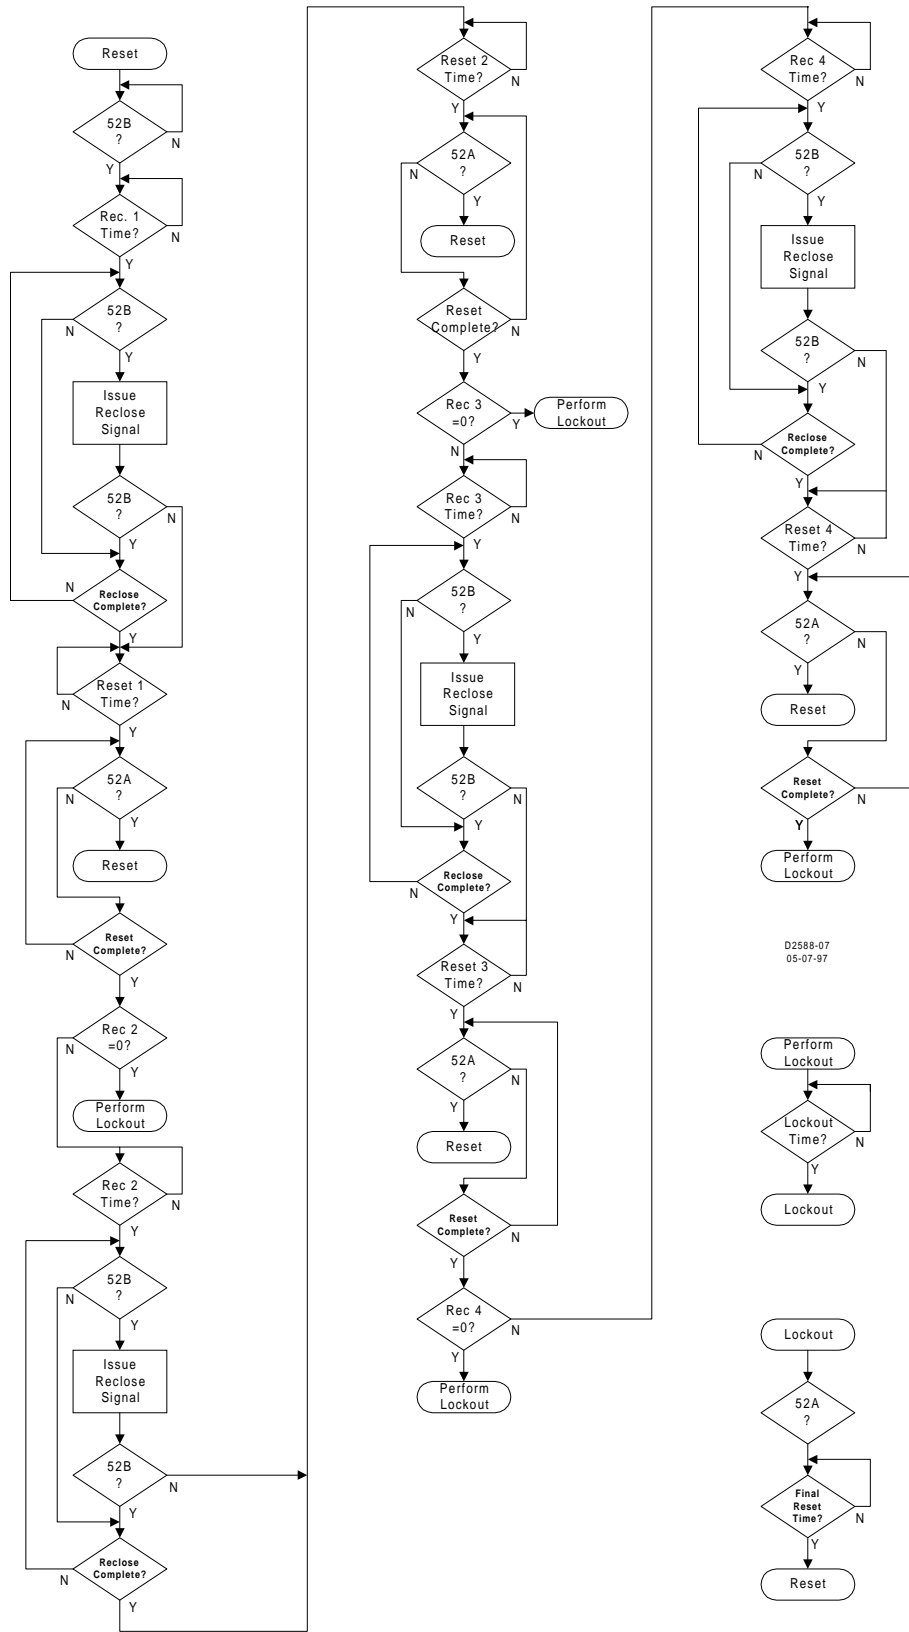 Reset
52B
?
N
Y
Rec. 1
Time?
N
Y
52B
?
N
Y
Issue
Reclose
Signal
52B
?
N
Y
N
Reclose
Complete?
Y
Reset 1
Time?
N
Y
52A
?
N
Y
Reset
Reset
Complete?
N
Y
Rec 2
=0?
N
Y
Perform
Lockout
Rec 2
Time?
N
Y
52B
?
N
Y
Issue
Reclose
Signal
52B
?
N
Y
Reclose
Complete?
N
Y
Reset 2
Time?
N
Y
52A
?
N
Y
Reset
Reset
Complete?
N
Y
Rec 3
=0?
Y
Perform
Lockout
N
Rec 3
Time?
N
Y
52B
?
N
Y
Issue
Reclose
Signal
52B
?
N
Y
Reclose
Complete?
N
Y
Reset 3
Time?
N
Y
52A
?
N
Y
Reset
Reset
Complete?
N
Y
Rec 4
=0?
N
Y
Perform
Lockout
Rec 4
Time?
N
Y
52B
?
N
Y
Issue
Reclose
Signal
52B
?
N
Y
Reclose
Complete?
N
Y
Reset 4
Time?
N
Y
52A
?
N
Y
Reset
Reset
Complete?
N
Y
Perform
Lockout
D2588-07
05-07-97
Perform
Lockout
Lockout
Time?
N
Y
Lockout
Lockout
52A
?
Final
Reset
Time?
N
Y
Reset